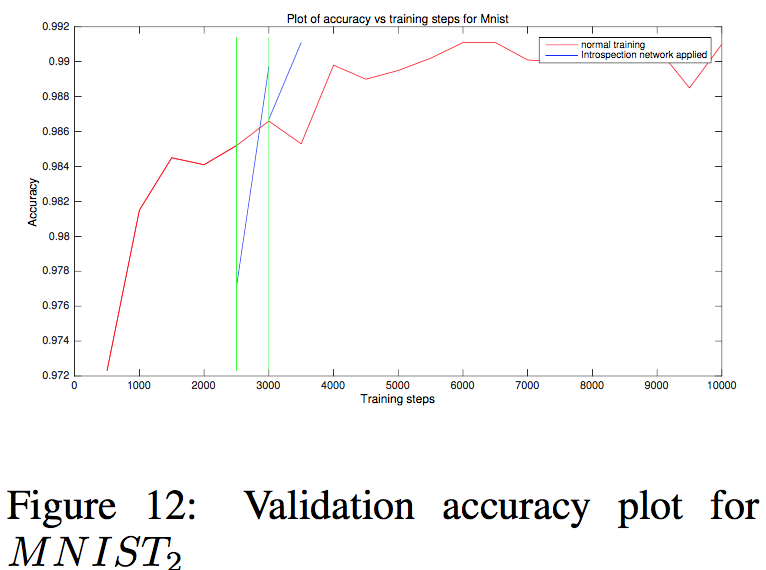 Plot of accuracy vs training steps for Mnist
normal training
Introspection network applied
0.992
0.99
0.988
0.986
0.984
0.982
0.98
0.978
0.976
0.974
0.972
Accuracy
0 1000 2000 3000 4000 5000 6000 7000 8000 9000 10000
Training steps
Figure 12: Validation accuracy plot for
MNIST₂